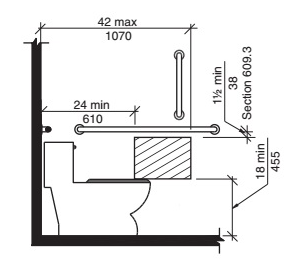 42 max
1070
24 min
610
1½ min
38
Section 609.3
18 min
455